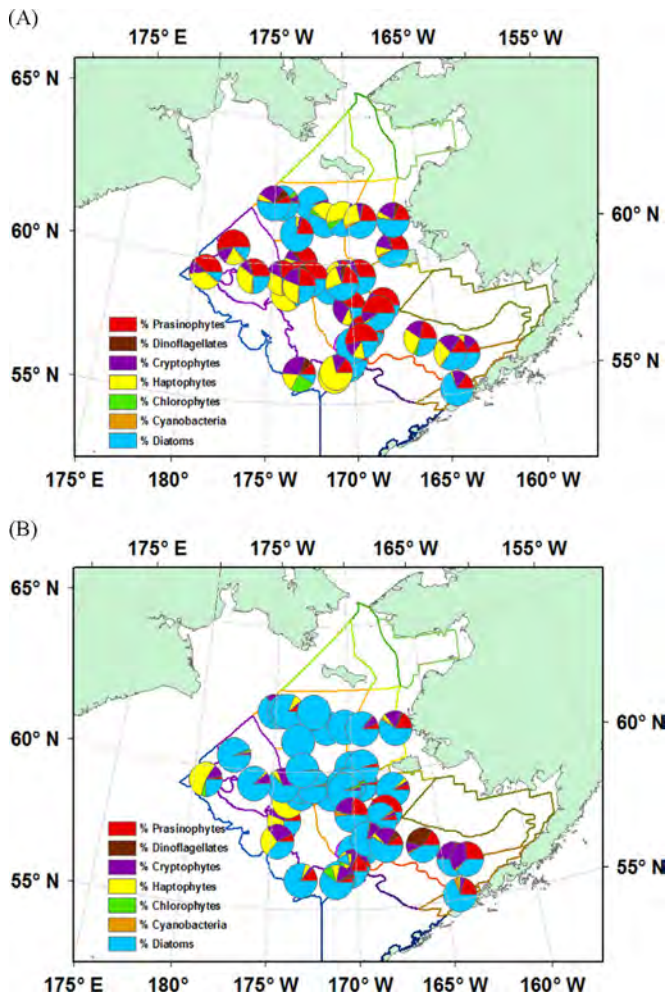 (A)
175° E 175° W 165° W 155° W
65° N
60° N 60° N
% Prasinophytes
% Dinoflagellates
% Cryptophytes
% Haptophytes
% Chlorophytes
% Cyanobacteria
% Diatoms
55° N 55° N
175° E 180° 175° W 170° W 165° W 160° W
(B)
175° E 175° W 165° W 155° W
65° N
60° N 60° N
% Prasinophytes
% Dinoflagellates
% Cryptophytes
% Haptophytes
% Chlorophytes
% Cyanobacteria
% Diatoms
55° N 55° N
175° E 180° 175° W 170° W 165° W 160° W